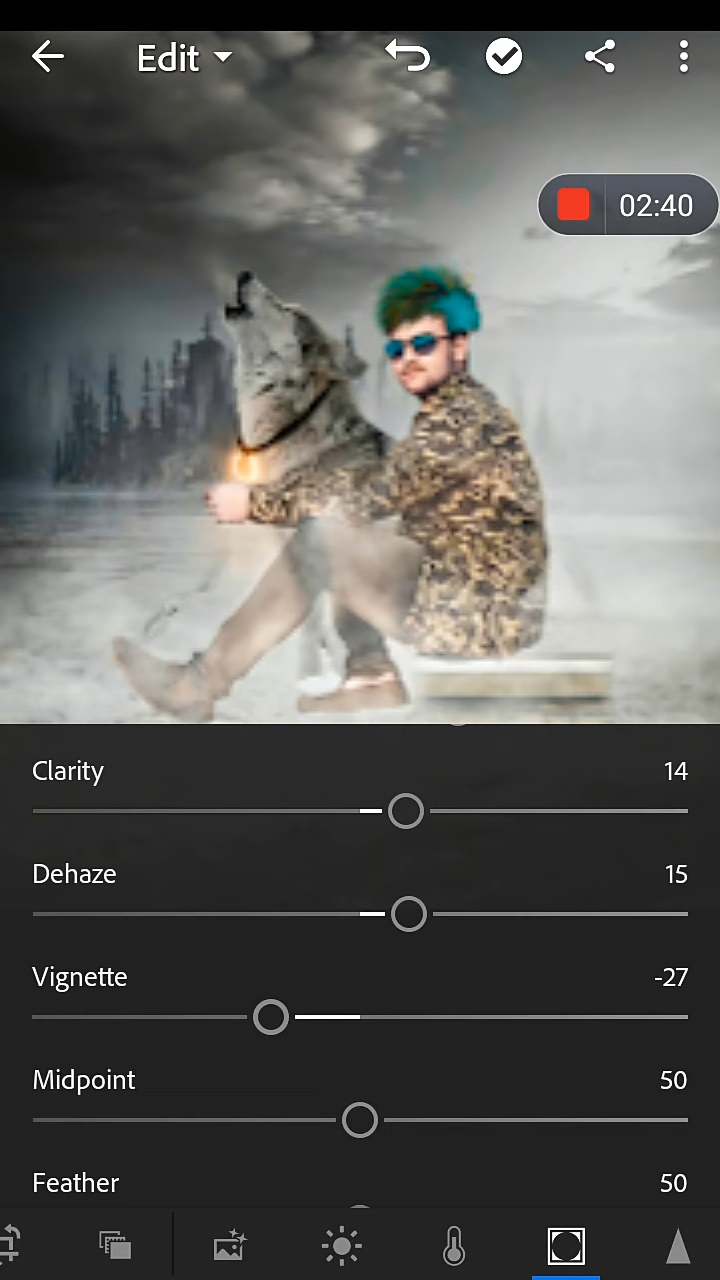 Edit
02:40
Clarity 14
Dehaze 15
Vignette -27
Midpoint 50
Feather 50